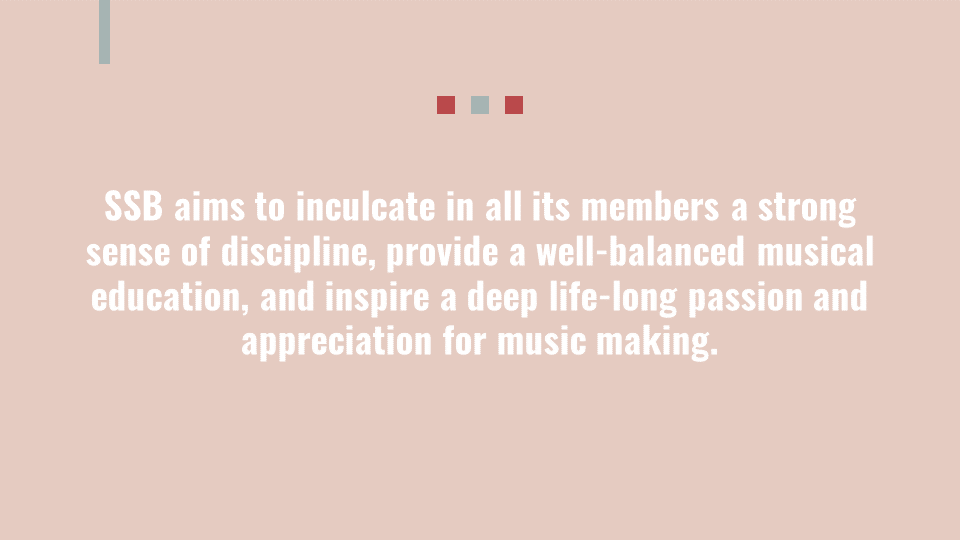 SSB aims to inculcate in all its members a strong
sense of discipline, provide a well-balanced musical
education, and inspire a deep life-long passion and
appreciation for music making.